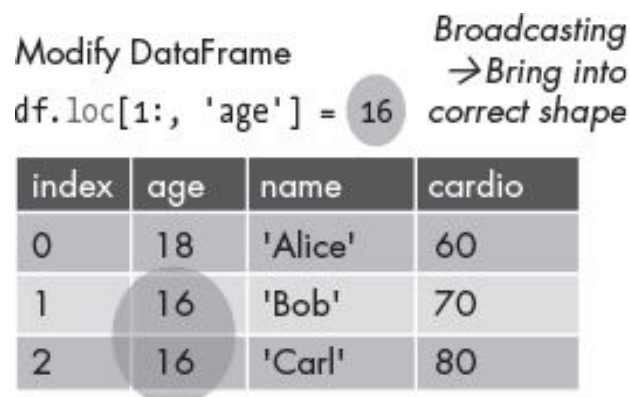 Modify DataFrame
df.loc[1:, 'age'] = 16
Broadcasting
→Bring into
correct shape
index age name cardio
0 18 'Alice' 60
1 16 'Bob' 70
2 16 'Carl' 80